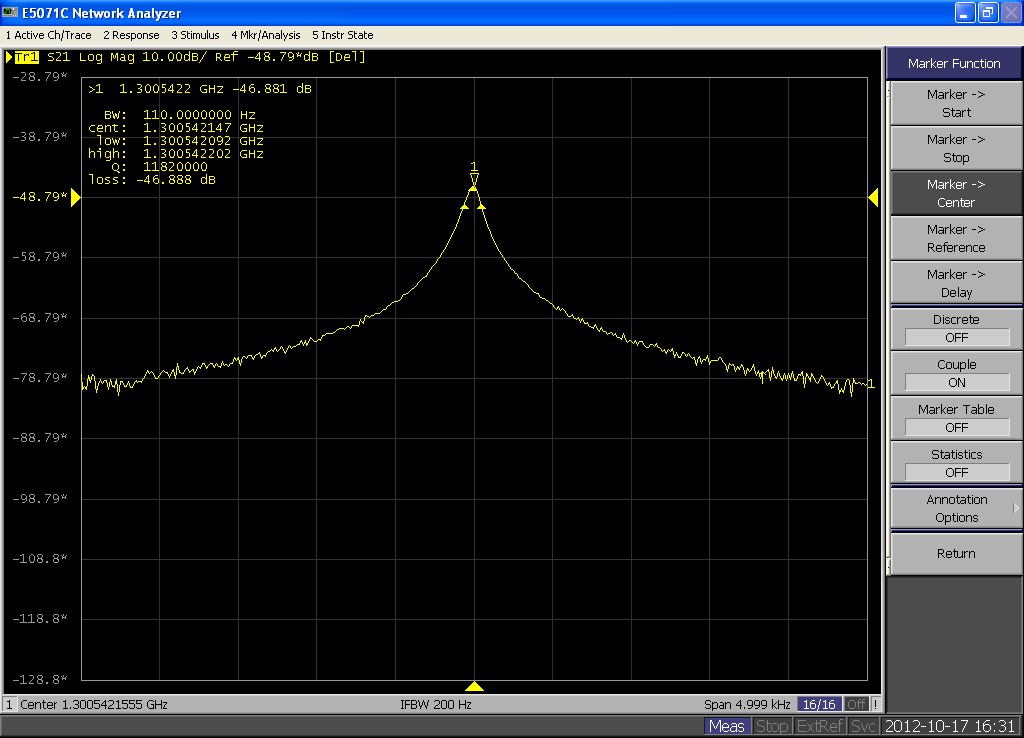 E5071C Network Analyzer
1 Active Ch/Trace 2 Response 3 Stimulus 4 Mkr/Analysis 5 Instr State
Tr1 S21 Log Mag 10.00dB/ Ref -48.79*dB [Del]
-28.79*
-38.79*
-48.79*
-58.79*
-68.79*
-78.79*
-88.79*
-98.79*
-108.8*
-118.8*
-128.8*
>1 1.3005422 GHz -46.881 dB
BW: 110.0000000 Hz
cent: 1.300542147 GHz
low: 1.300542092 GHz
high: 1.300542202 GHz
Q: 11820000
loss: -46.888 dB
1
1
Marker Function
Marker ->
Start
Marker ->
Stop
Marker ->
Center
Marker ->
Reference
Marker ->
Delay
Discrete
OFF
Couple
ON
Marker Table
OFF
Statistics
OFF
Annotation
Options
Return
1 Center 1.3005421555 GHz IFBW 200 Hz Span 4.999 kHz 16/16 Off !
Meas Stop ExtRef Svc 2012-10-17 16:31